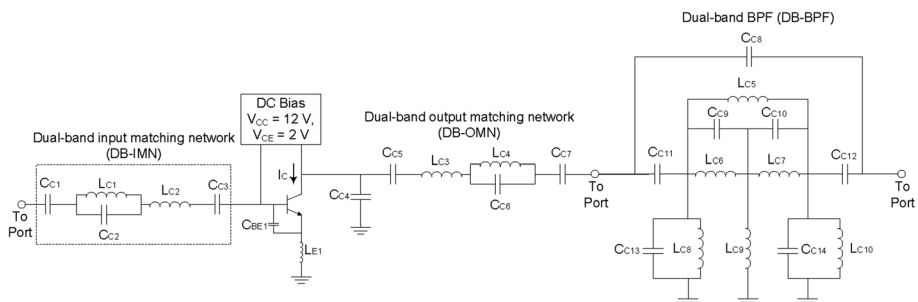 Dual-band BPF (DB-BPF)
CC8
LC5
DC Bias
VCC = 12 V,
VCE = 2 V
CC9
CC10
Dual-band output matching network
(DB-OMN)
Dual-band input matching network
(DB-IMN)
IC
CC5
LC3
LC4
CC7
CC11
LC6
LC7
CC12
CC1
LC1
LC2
CC3
CC4
CC6
To
Port
To
Port
To
Port
CC2
CBE1
LE1
CC13
LC8
LC9
CC14
LC10